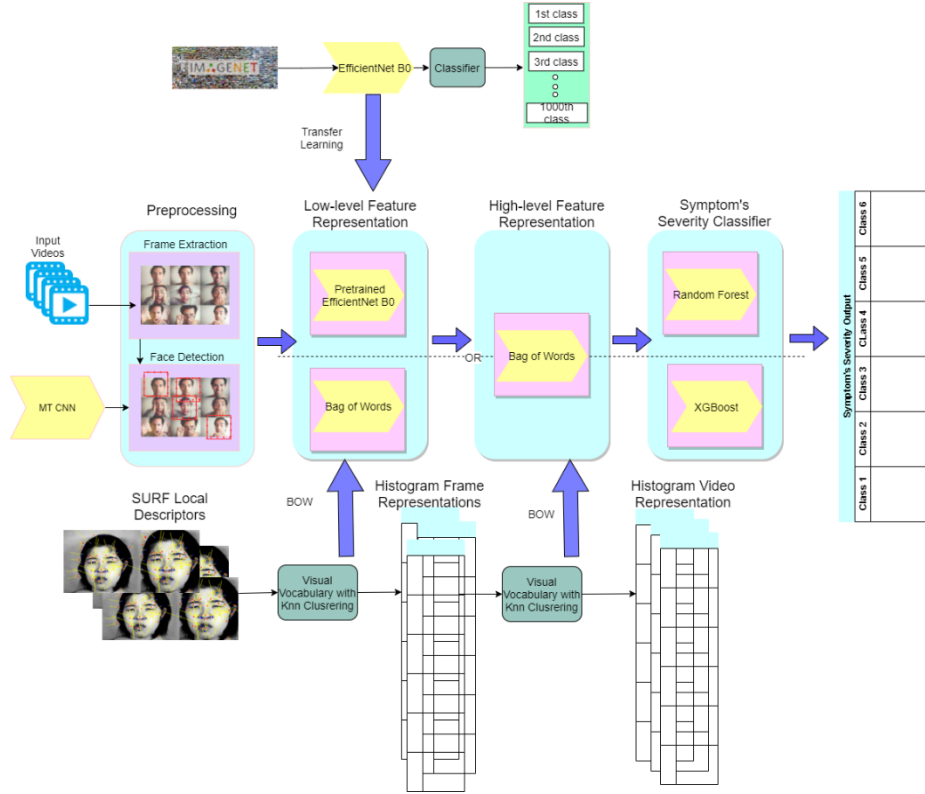 IMAGENET
EfficientNet B0
Classifier
1st class
2nd class
3rd class
1000th
class
Transfer
Learning
Preprocessing
Low-level Feature
Representation
High-level Feature
Representation
Symptom's
Severity Classifier
Input
Videos
Frame Extraction
Face Detection
MT CNN
Pretrained
EfficientNet B0
Bag of Words
OR
Bag of Words
Random Forest
XGBoost
Symptom's Severity Output
Class 6
Class 5
Class 4
Class 3
Class 2
Class 1
SURF Local
Descriptors
BOW
Histogram Frame
Representations
BOW
Histogram Video
Representation
Visual
Vocabulary with
Knn Clusrering
Visual
Vocabulary with
Knn Clusrering